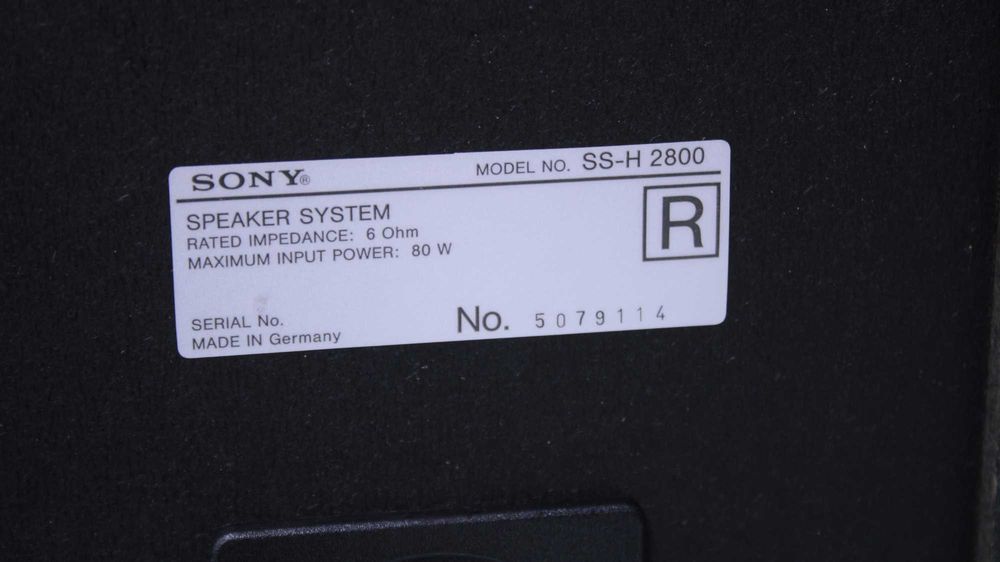 SONY® MODEL NO. SS-H 2800
SPEAKER SYSTEM
RATED IMPEDANCE: 6 Ohm
MAXIMUM INPUT POWER: 80 W
R
SERIAL No.
MADE IN Germany
No. 5079114